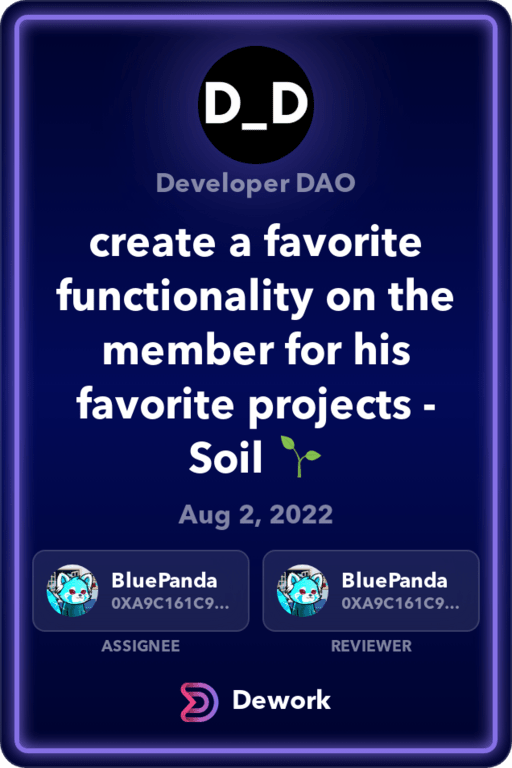 D_D
Developer DAO
create a favorite
functionality on the
member for his
favorite projects -
Soil 🌱
Aug 2, 2022
BluePanda
0XA9C161C9...
BluePanda
0XA9C161C9...
ASSIGNEE
REVIEWER
Dework